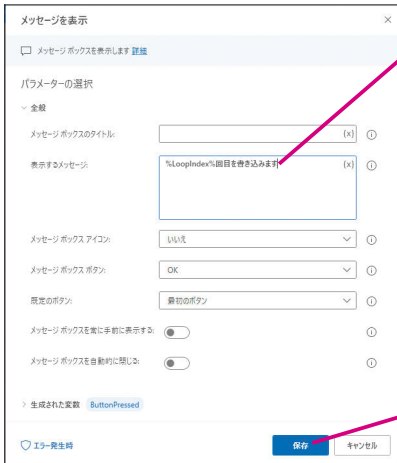 メッセージを表示
メッセージ ボックスを表示します 詳細
パラメーターの選択
全般
メッセージ ボックスのタイトル:
{x}
表示するメッセージ:
%LoopIndex%回目を書き込みます
{x}
メッセージ ボックス アイコン:
いいえ
メッセージ ボックス ボタン:
OK
既定のボタン:
最初のボタン
メッセージ ボックスを常に手前に表示する:
メッセージ ボックスを自動的に閉じる:
生成された変数 ButtonPressed
エラー発生時
保存
キャンセル